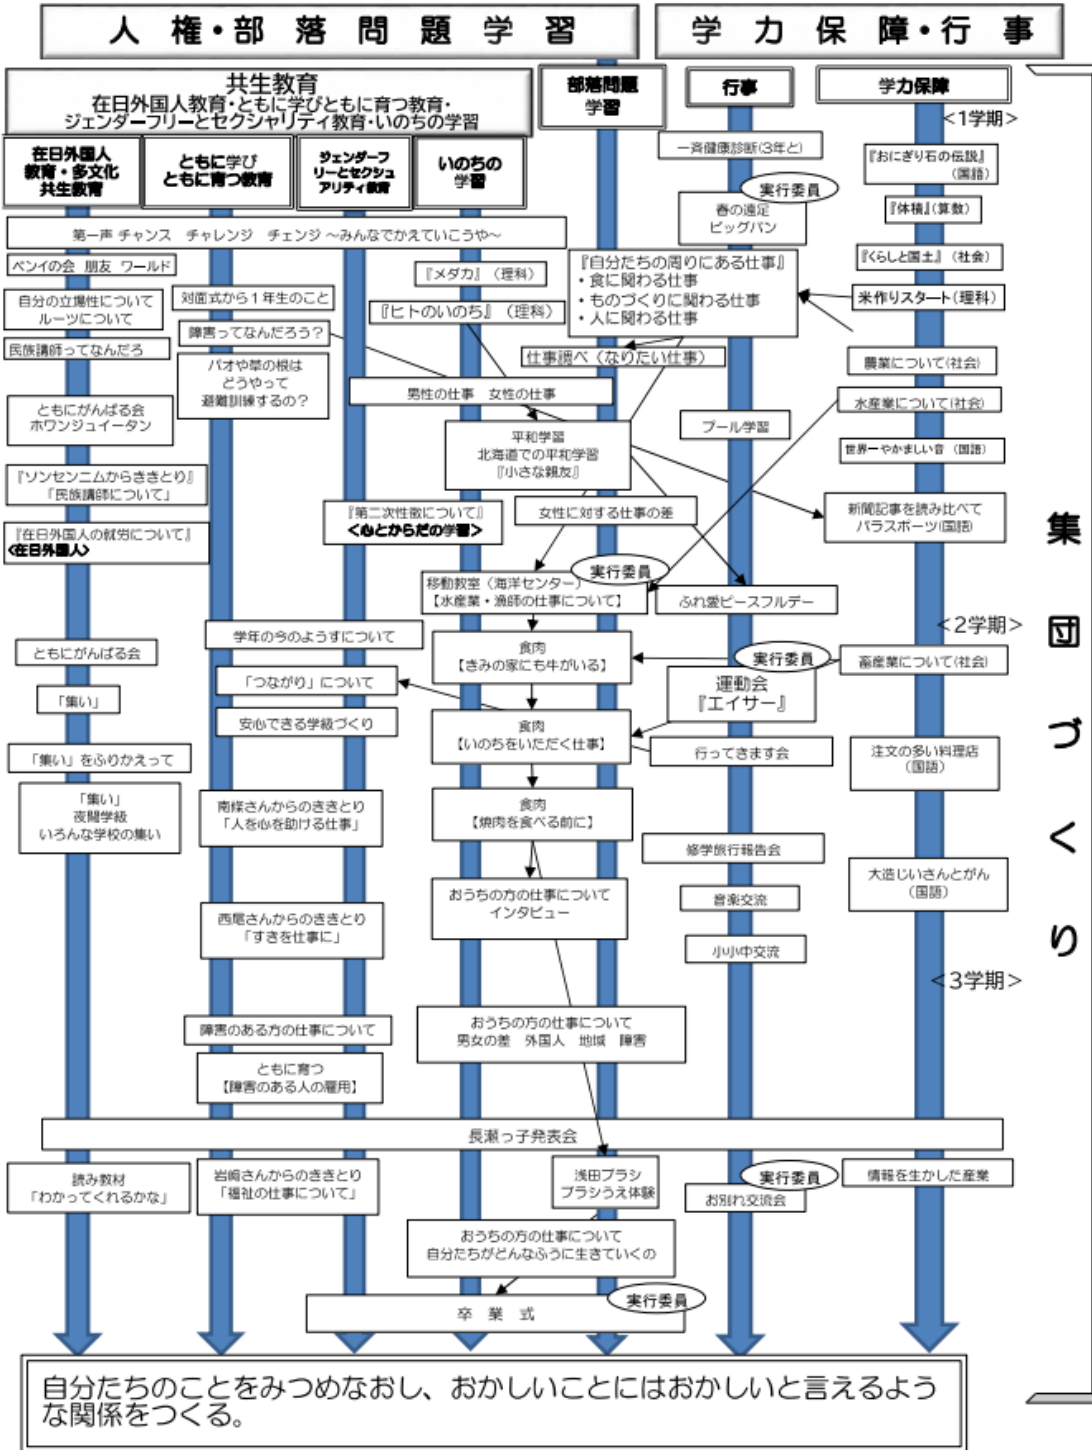 人権・部落問題学習
学力保障・行事
共生教育
在日外国人教育・ともに学びともに育つ教育・
ジェンダーフリーとセクシャリティ教育・いのちの学習
部落問題
学習
行事
学力保障
<1学期>
在日外国人
教育・多文化
共生教育
ともに学び
ともに育つ教育
ジェンダーフ
リーとセクシュ
アリティ教育
いのちの
学習
一斉健康診断(3年と)
『おにぎり石の伝説』
(国語)
実行委員
春の遠足
ビッグバン
『体積』(算数)
第一声 チャンス チャレンジ チェンジ ～みんなでかえていこうや～
ペンイの会 朋友 ワールド
『メダカ』（理科）
『自分たちの周りにある仕事』
・食に関わる仕事
・ものづくりに関わる仕事
・人に関わる仕事
『くらしと国土』（社会）
自分の立場性について
ルーツについて
対面式から１年生のこと
『ヒトのいのち』（理科）
米作りスタート(理科)
障害ってなんだろう？
民族講師ってなんだろ
仕事調べ（なりたい仕事）
農業について(社会)
パオや草の根は
どうやって
避難訓練するの？
男性の仕事 女性の仕事
ともにがんばる会
ホワンジュイータン
水産業について(社会)
プール学習
平和学習
北海道での平和学習
『小さな親友』
世界一やかましい音（国語）
『ソンセンニムからききとり』
「民族講師について」
『第二次性徴について』
<心とからだの学習>
女性に対する仕事の差
新聞記事を読み比べて
パラスポーツ(国語)
『在日外国人の就労について』
<在日外国人>
実行委員
移動教室（海洋センター）
【水産業・漁師の仕事について】
ふれ愛ピースフルデー
<2学期>
学年の今のようすについて
ともにがんばる会
食肉
【きみの家にも牛がいる】
実行委員
畜産業について(社会)
「つながり」について
運動会
『エイサー』
「集い」
安心できる学級づくり
食肉
【いのちをいただく仕事】
行ってきます会
「集い」をふりかえって
注文の多い料理店
(国語)
「集い」
夜間学級
いろんな学校の集い
南條さんからのききとり
「人を心を助ける仕事」
食肉
【焼肉を食べる前に】
修学旅行報告会
大造じいさんとがん
(国語)
おうちの方の仕事について
インタビュー
音楽交流
西尾さんからのききとり
「すきを仕事に」
小小中交流
<3学期>
障害のある方の仕事について
おうちの方の仕事について
男女の差 外国人 地域 障害
ともに育つ
【障害のある人の雇用】
長瀬っ子発表会
読み教材
「わかってくれるかな」
岩崎さんからのききとり
「福祉の仕事について」
浅田ブラシ
ブラシうえ体験
実行委員
お別れ交流会
情報を生かした産業
おうちの方の仕事について
自分たちがどんなふうに生きていくの
実行委員
卒業式
自分たちのことをみつめなおし、おかしいことにはおかしいと言えるよう
な関係をつくる。
集団づくり